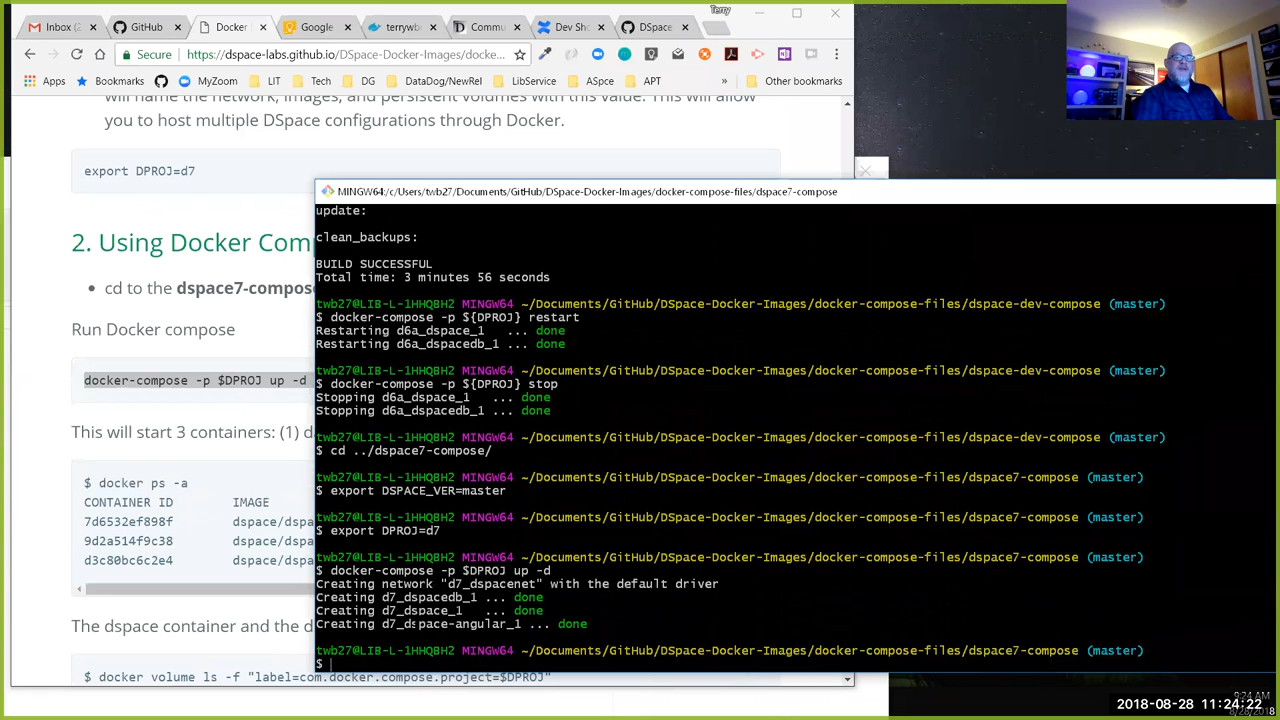 Inbox (2
GitHub
Docker
Google
terrywb
Commu
Dev Sh
DSpace
Terry
Secure
https://dspace-labs.github.io/DSpace-Docker-Images/docke...
Apps
Bookmarks
MyZoom
LIT
Tech
DG
InstaDog/NewRel
LibService
ASpce
APT
»
Other bookmarks
will name the network, images, and persistent volumes with this value. This will allow
you to host multiple DSpace configurations through Docker.
export DPROJ=d7
2. Using Docker Com
cd to the dspace7-compos
Run Docker compose
docker-compose -p $DPROJ up -d
This will start 3 containers: (1) d
$ docker ps -a
CONTAINER ID IMAGE
7d6532ef898f dspace/dspa
9d2a514f9c38 dspace/dspa
d3c80bc6c2e4 dspace/dspa
The dspace container and the d
$ docker volume ls -f "label=com.docker.compose.project=$DPROJ"
MINGW64:/c/Users/twb27/Documents/GitHub/DSpace-Docker-Images/docker-compose-files/dspace7-compose
update:
clean_backups:
BUILD SUCCESSFUL
Total time: 3 minutes 56 seconds
twb27@LIB-L-1HHQBH2 MINGW64 ~/Documents/GitHub/DSpace-Docker-Images/docker-compose-files/dspace-dev-compose (master)
$ docker-compose -p ${DPROJ} restart
Restarting d6a_dspace_1 ... done
Restarting d6a_dspacedb_1 ... done
twb27@LIB-L-1HHQBH2 MINGW64 ~/Documents/GitHub/DSpace-Docker-Images/docker-compose-files/dspace-dev-compose (master)
$ docker-compose -p ${DPROJ} stop
Stopping d6a_dspace_1 ... done
Stopping d6a_dspacedb_1 ... done
twb27@LIB-L-1HHQBH2 MINGW64 ~/Documents/GitHub/DSpace-Docker-Images/docker-compose-files/dspace-dev-compose (master)
$ cd ../dspace7-compose/
twb27@LIB-L-1HHQBH2 MINGW64 ~/Documents/GitHub/DSpace-Docker-Images/docker-compose-files/dspace7-compose (master)
$ export DSPACE_VER=master
twb27@LIB-L-1HHQBH2 MINGW64 ~/Documents/GitHub/DSpace-Docker-Images/docker-compose-files/dspace7-compose (master)
$ export DPROJ=d7
twb27@LIB-L-1HHQBH2 MINGW64 ~/Documents/GitHub/DSpace-Docker-Images/docker-compose-files/dspace7-compose (master)
$ docker-compose -p $DPROJ up -d
Creating network "d7_dspacenet" with the default driver
Creating d7_dspacedb_1 ... done
Creating d7_dspace_1 ... done
Creating d7_dspace-angular_1 ... done
twb27@LIB-L-1HHQBH2 MINGW64 ~/Documents/GitHub/DSpace-Docker-Images/docker-compose-files/dspace7-compose (master)
$
9:24 AM
2018-08-28 11:24:22